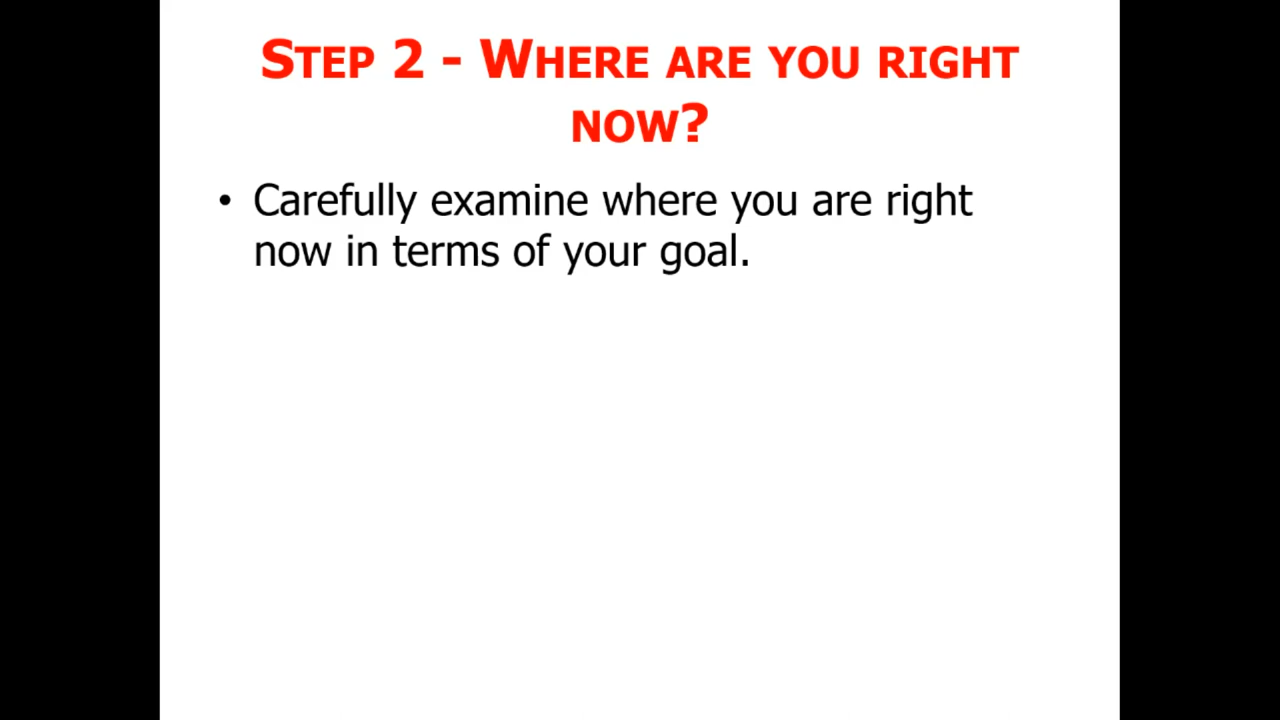 Step 2 - Where are you right
now?
• Carefully examine where you are right
now in terms of your goal.